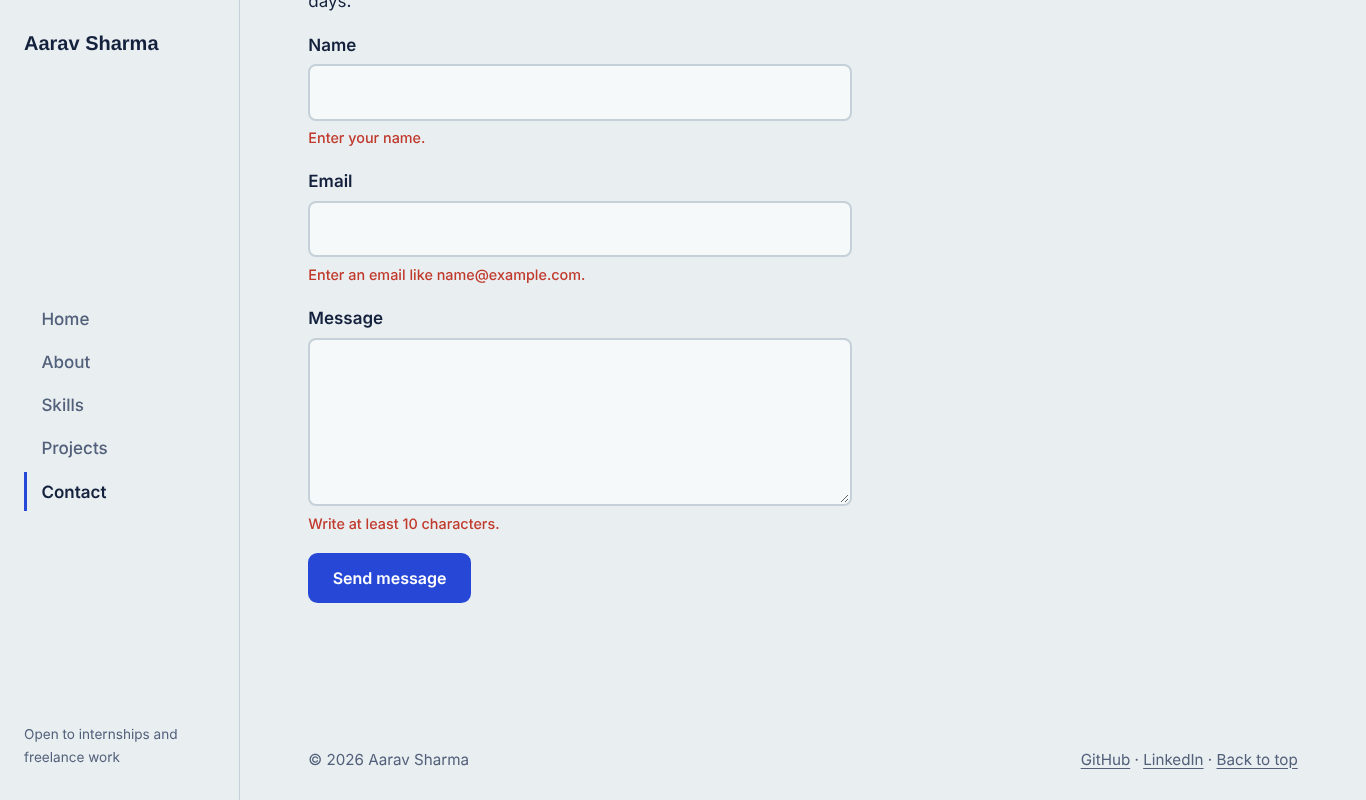 Aarav Sharma
Home
About
Skills
Projects
Contact
Open to internships and
freelance work
days.
Name
Enter your name.
Email
Enter an email like name@example.com.
Message
Write at least 10 characters.
Send message
© 2026 Aarav Sharma
GitHub · LinkedIn · Back to top